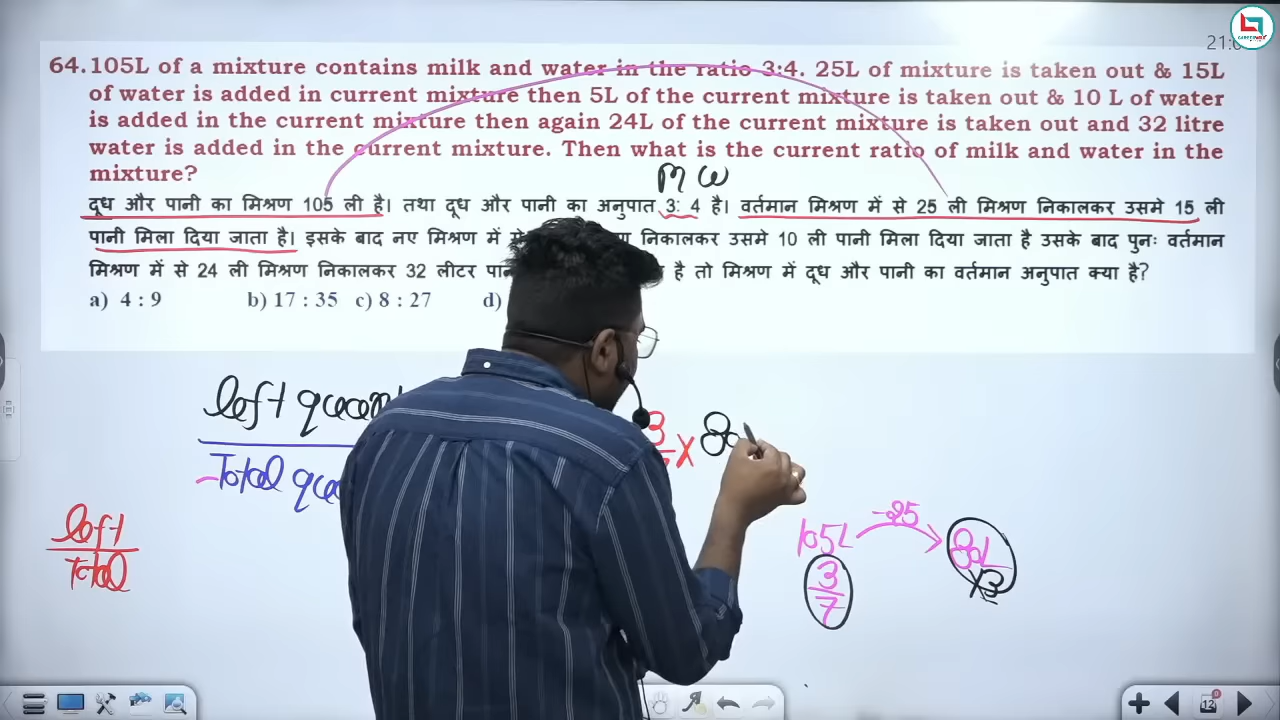 21:0
64. 105L of a mixture contains milk and water in the ratio 3:4. 25L of mixture is taken out & 15L
of water is added in current mixture then 5L of the current mixture is taken out & 10 L of water
is added in the current mixture then again 24L of the current mixture is taken out and 32 litre
water is added in the current mixture. Then what is the current ratio of milk and water in the
mixture?
M W
दूध और पानी का मिश्रण 105 ली है। तथा दूध और पानी का अनुपात 3: 4 है। वर्तमान मिश्रण में से 25 ली मिश्रण निकालकर उसमे 15 ली
पानी मिला दिया जाता है। इसके बाद नए मिश्रण में निकालकर उसमे 10 ली पानी मिला दिया जाता है उसके बाद पुनः वर्तमान
मिश्रण में से 24 ली मिश्रण निकालकर 32 लीटर है तो मिश्रण में दूध और पानी का वर्तमान अनुपात क्या है?
a) 4 : 9 b) 17 : 35 c) 8 : 27 d)
left
Total
3 × 80
left
Total
105L -25 80L
3 ×3
7